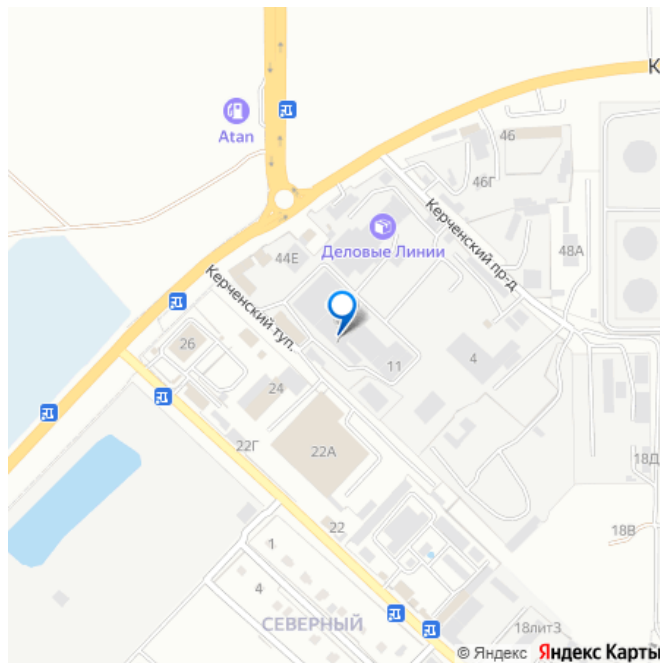 К
Atan
46
46Г
Керченский пр-д
Деловые Линии
48А
44Е
Керченский туп.
26
11
4
24
22Г
22А
18Д
22
18В
1
4
СЕВЕРНЫЙ
18лит3
© Яндекс Яндекс Карты